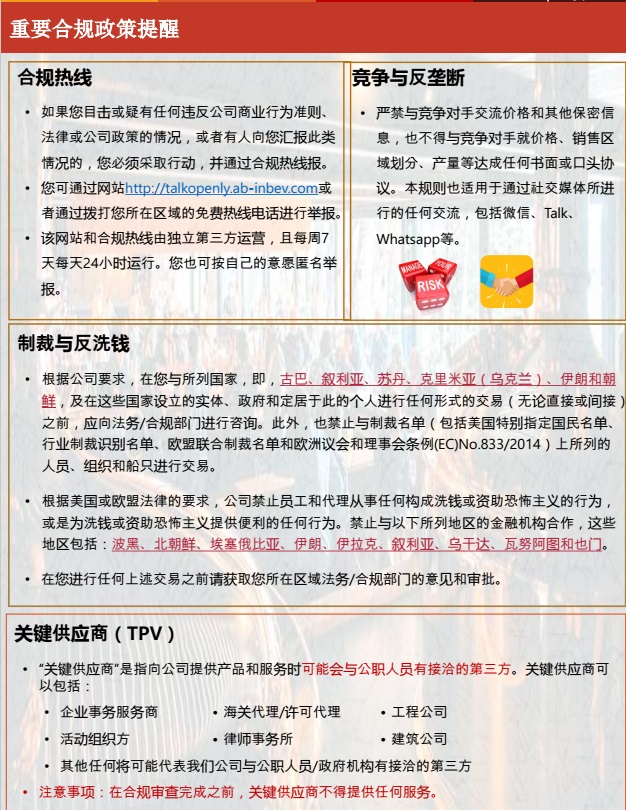 重要合规政策提醒
合规热线
• 如果您目击或疑有任何违反公司商业行为准则、
法律或公司政策的情况，或者有人向您汇报此类
情况的，您必须采取行动，并通过合规热线报。
• 您可通过网站http://talkopenly.ab-inbev.com或
者通过拨打您所在区域的免费热线电话进行举报。
• 该网站和合规热线由独立第三方运营，且每周7
天每天24小时运行。您也可按自己的意愿匿名举
报。
竞争与反垄断
• 严禁与竞争对手交流价格和其他保密信
息，也不得与竞争对手就价格、销售区
域划分、产量等达成任何书面或口头协
议。本规则也适用于通过社交媒体所进
行的任何交流，包括微信、Talk、
Whatsapp等。
MANAGE YOUR
RISK
制裁与反洗钱
• 根据公司要求，在您与所列国家，即，古巴、叙利亚、苏丹、克里米亚（乌克兰）、伊朗和朝
鲜，及在这些国家设立的实体、政府和定居于此的个人进行任何形式的交易（无论直接或间接）
之前，应向法务/合规部门进行咨询。此外，也禁止与制裁名单（包括美国特别指定国民名单、
行业制裁识别名单、欧盟联合制裁名单和欧洲议会和理事会条例(EC)No.833/2014）上所列的
人员、组织和船只进行交易。
• 根据美国或欧盟法律的要求，公司禁止员工和代理从事任何构成洗钱或资助恐怖主义的行为，
或是为洗钱或资助恐怖主义提供便利的任何行为。禁止与以下所列地区的金融机构合作，这些
地区包括：波黑、北朝鲜、埃塞俄比亚、伊朗、伊拉克、叙利亚、乌干达、瓦努阿图和也门。
• 在您进行任何上述交易之前请获取您所在区域法务/合规部门的意见和审批。
关键供应商（TPV）
• “关键供应商”是指向公司提供产品和服务时可能会与公职人员有接洽的第三方。关键供应商可
以包括：
• 企业事务服务商 • 海关代理/许可代理 • 工程公司
• 活动组织方 • 律师事务所 • 建筑公司
• 其他任何将可能代表我们公司与公职人员/政府机构有接洽的第三方
• 注意事项：在合规审查完成之前，关键供应商不得提供任何服务。